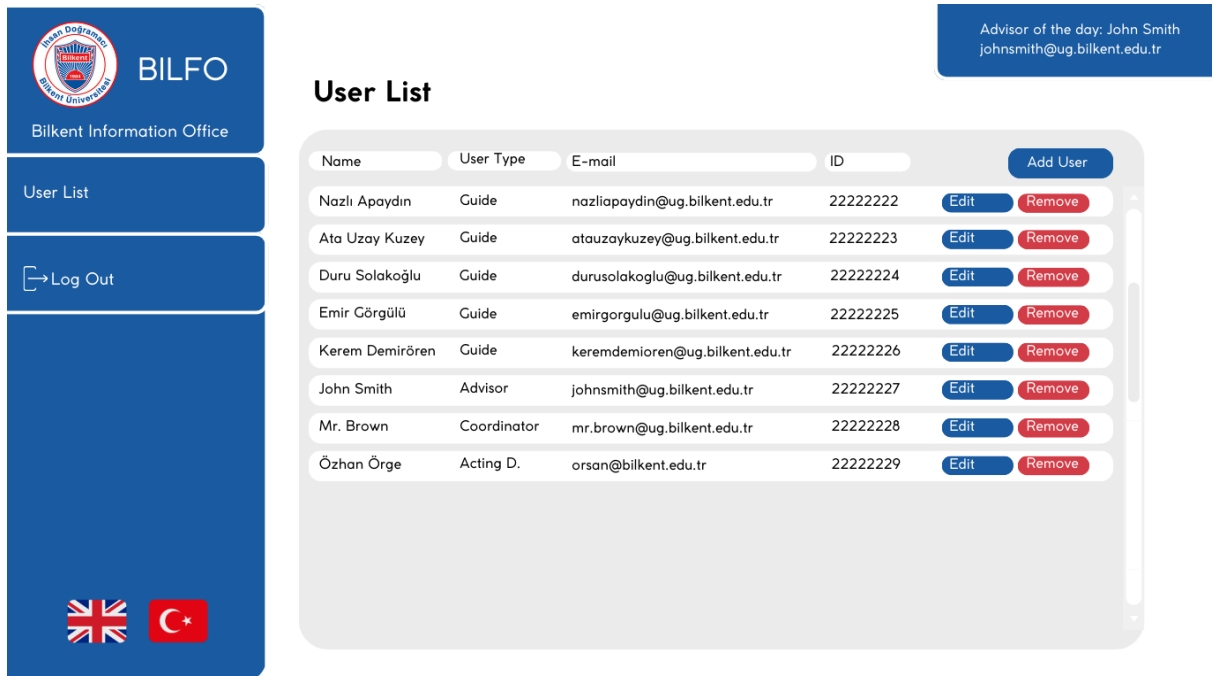 İhsan Doğramacı
Bilkent
1984
Bilkent Üniversitesi
BILFO
Bilkent Information Office
User List
Log Out
Advisor of the day: John Smith
johnsmith@ug.bilkent.edu.tr
User List
Name User Type E-mail ID Add User
Nazlı Apaydın Guide nazliapaydin@ug.bilkent.edu.tr 22222222 Edit Remove
Ata Uzay Kuzey Guide atauzaykuzey@ug.bilkent.edu.tr 22222223 Edit Remove
Duru Solakoğlu Guide durusolakoglu@ug.bilkent.edu.tr 22222224 Edit Remove
Emir Görgülü Guide emirgorgulu@ug.bilkent.edu.tr 22222225 Edit Remove
Kerem Demirören Guide keremdemioren@ug.bilkent.edu.tr 22222226 Edit Remove
John Smith Advisor johnsmith@ug.bilkent.edu.tr 22222227 Edit Remove
Mr. Brown Coordinator mr.brown@ug.bilkent.edu.tr 22222228 Edit Remove
Özhan Örge Acting D. orsan@bilkent.edu.tr 22222229 Edit Remove